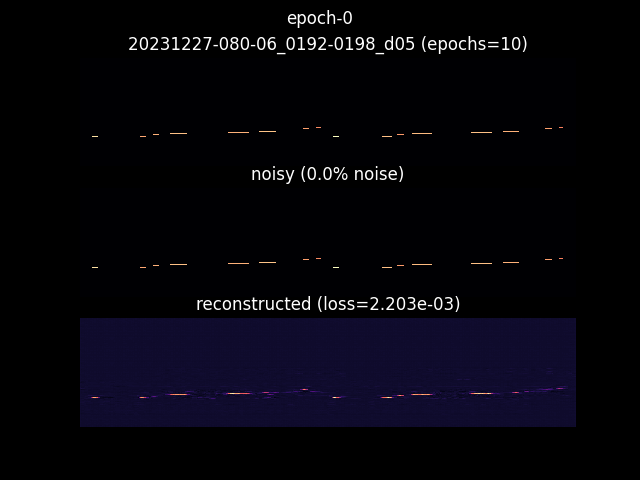 epoch-0
20231227-080-06_0192-0198_d05 (epochs=10)
noisy (0.0% noise)
reconstructed (loss=2.203e-03)